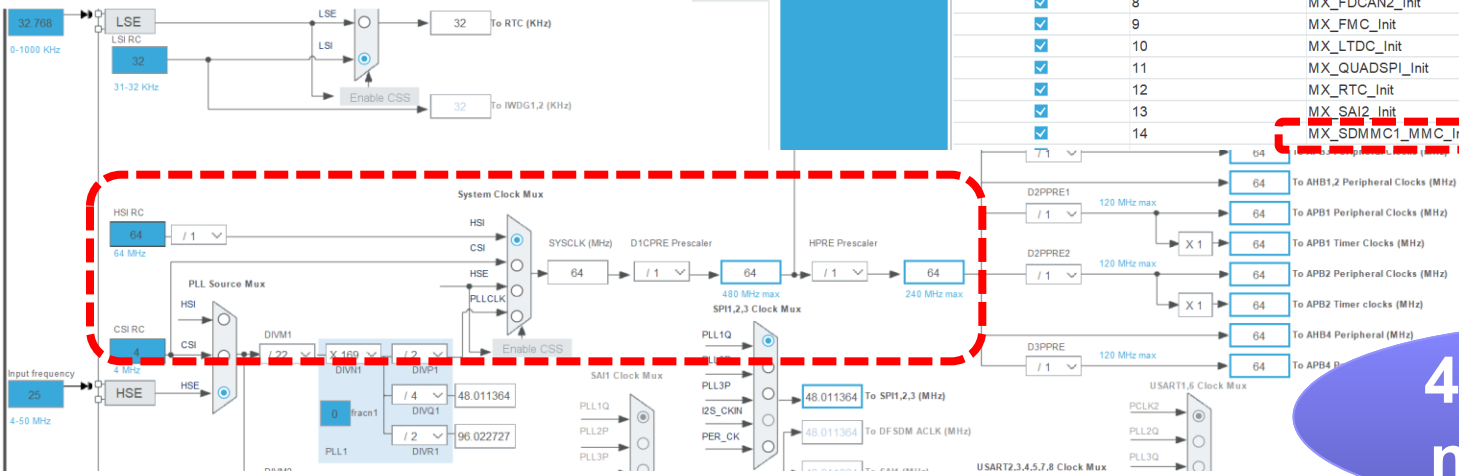 32.768
0-1000 KHz
LSE
LSI RC
32
31-32 KHz
LSE
LSI
Enable CSS
32 To RTC (KHz)
32 To IWDG1,2 (KHz)
8 MX_FDCAN2_Init
9 MX_FMC_Init
10 MX_LTDC_Init
11 MX_QUADSPI_Init
12 MX_RTC_Init
13 MX_SAI2_Init
14 MX_SDMMC1_MMC_In
System Clock Mux
HSI RC
64
64 MHz
/ 1
HSI
CSI
HSE
PLLCLK
Enable CSS
SYSCLK (MHz)
64
D1CPRE Prescaler
/ 1
64
480 MHz max
HPRE Prescaler
/ 1
64
240 MHz max
PLL Source Mux
HSI
CSI
HSE
CSI RC
4
4 MHz
Input frequency
25
4-50 MHz
HSE
DIVM1
/ 22
X 169
DIVN1
/ 2
DIVP1
0 fracn1
/ 4
DIVQ1
48.011364
/ 2
DIVR1
96.022727
PLL1
SPI1,2,3 Clock Mux
PLL1Q
PLL3P
I2S_CKIN
PER_CK
48.011364 To SPI1,2,3 (MHz)
48.011364 To DFSDM ACLK (MHz)
SAI1 Clock Mux
PLL1Q
PLL2P
PLL3P
/ 1
64
64 To AHB1,2 Peripheral Clocks (MHz)
D2PPRE1
/ 1
120 MHz max
64 To APB1 Peripheral Clocks (MHz)
X 1
64 To APB1 Timer Clocks (MHz)
D2PPRE2
/ 1
120 MHz max
64 To APB2 Peripheral Clocks (MHz)
X 1
64 To APB2 Timer clocks (MHz)
64 To AHB4 Peripheral (MHz)
D3PPRE
/ 1
120 MHz max
64 To APB4
USART1,6 Clock Mux
PCLK2
PLL2Q
PLL3Q
USART2,3,4,5,7,8 Clock Mux
4